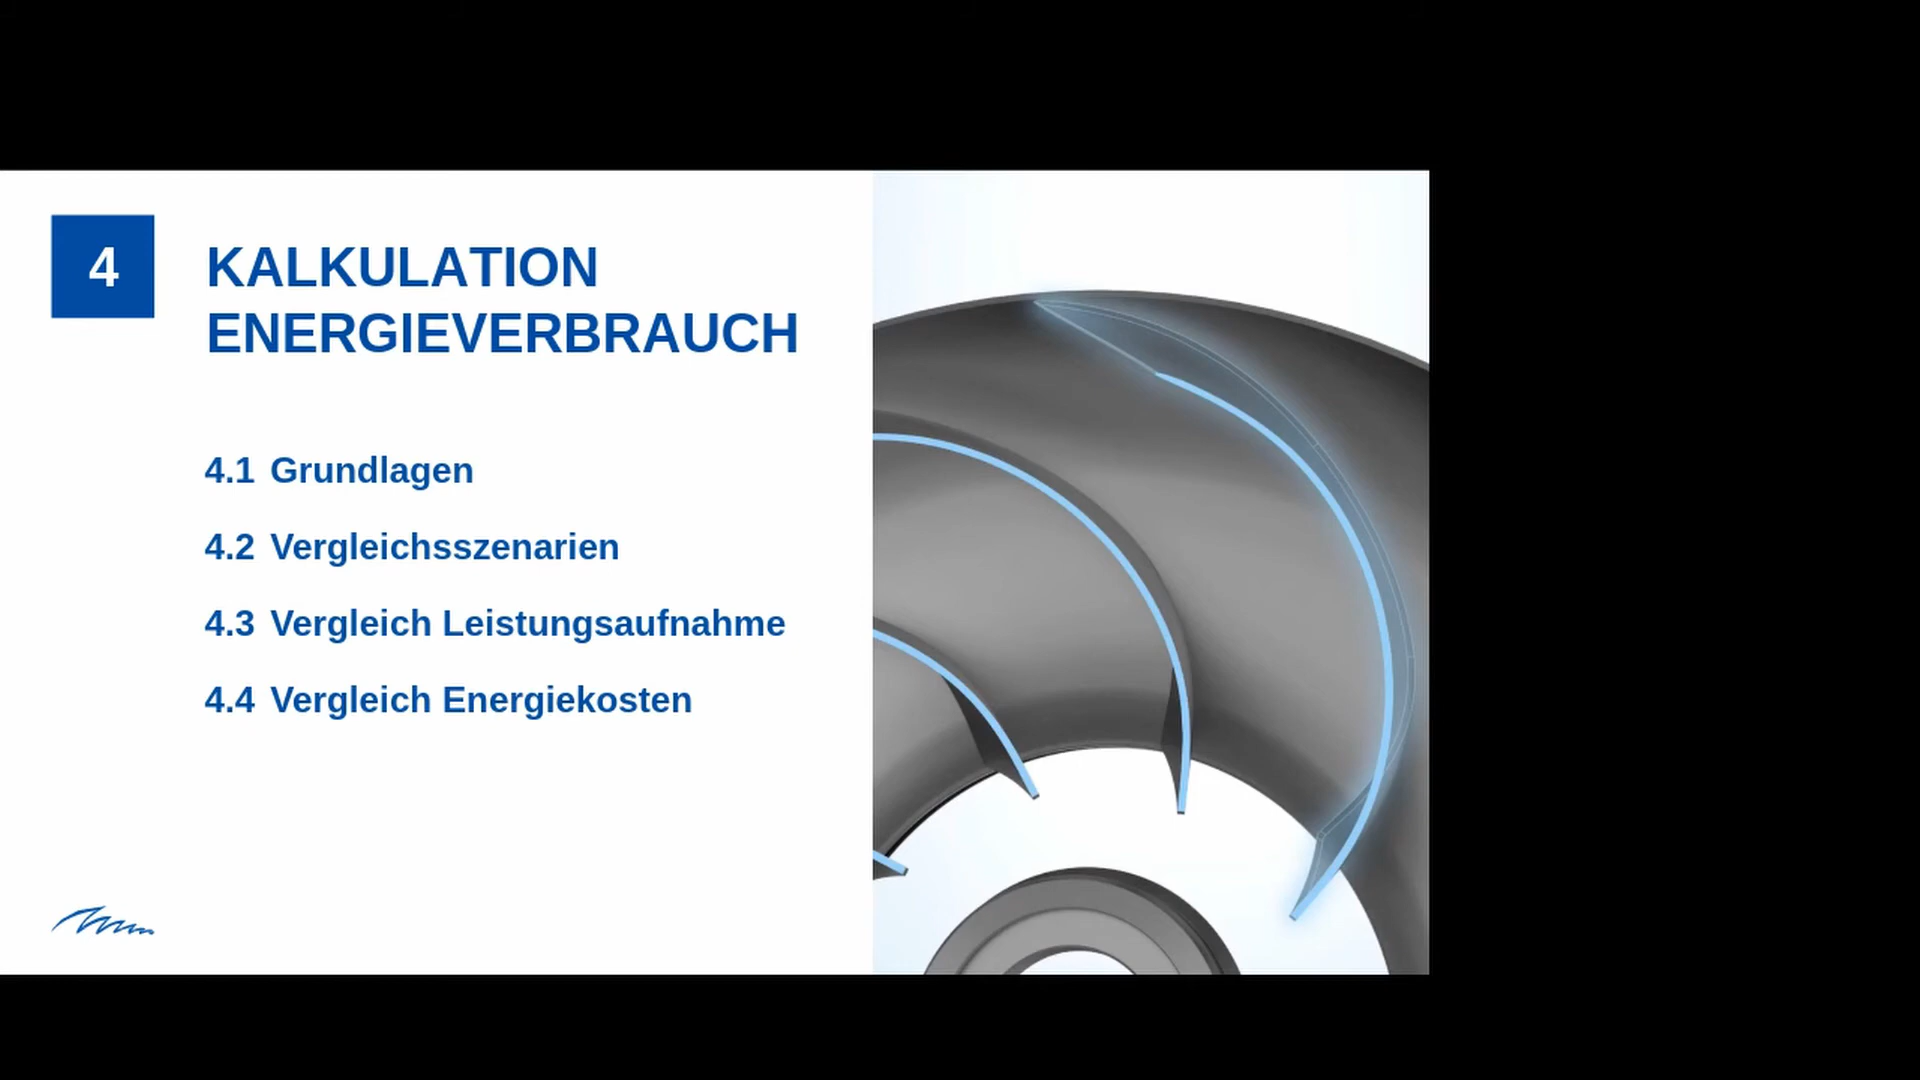 4
KALKULATION
ENERGIEVERBRAUCH
4.1 Grundlagen
4.2 Vergleichsszenarien
4.3 Vergleich Leistungsaufnahme
4.4 Vergleich Energiekosten